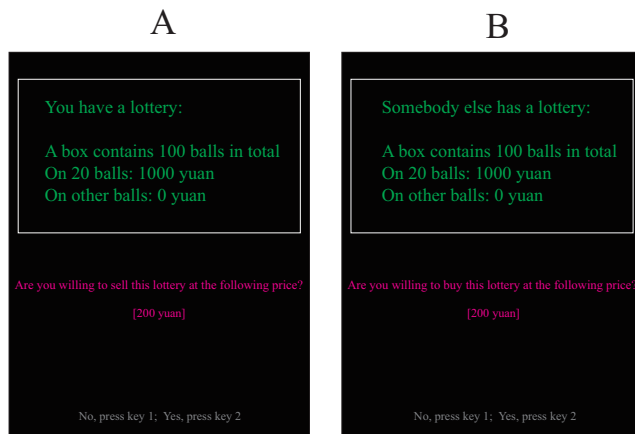 A
You have a lottery:
A box contains 100 balls in total
On 20 balls: 1000 yuan
On other balls: 0 yuan
Are you willing to sell this lottery at the following price?
[200 yuan]
No, press key 1;  Yes, press key 2
B
Somebody else has a lottery:
A box contains 100 balls in total
On 20 balls: 1000 yuan
On other balls: 0 yuan
Are you willing to buy this lottery at the following price?
[200 yuan]
No, press key 1;  Yes, press key 2